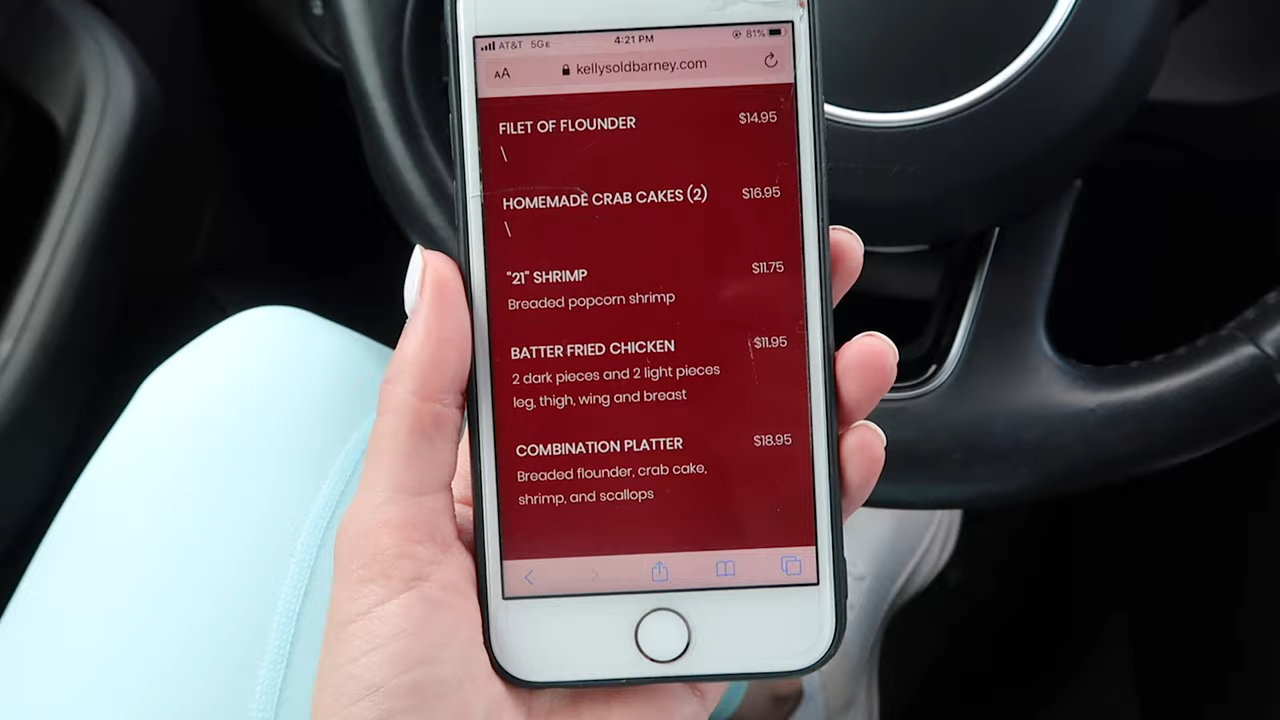 AT&T 5GE 4:21 PM 81%
AA kellysoldbarney.com
FILET OF FLOUNDER $14.95
\
HOMEMADE CRAB CAKES (2) $16.95
\
"21" SHRIMP $11.75
Breaded popcorn shrimp
BATTER FRIED CHICKEN $11.95
2 dark pieces and 2 light pieces
leg, thigh, wing and breast
COMBINATION PLATTER $18.95
Breaded flounder, crab cake,
shrimp, and scallops